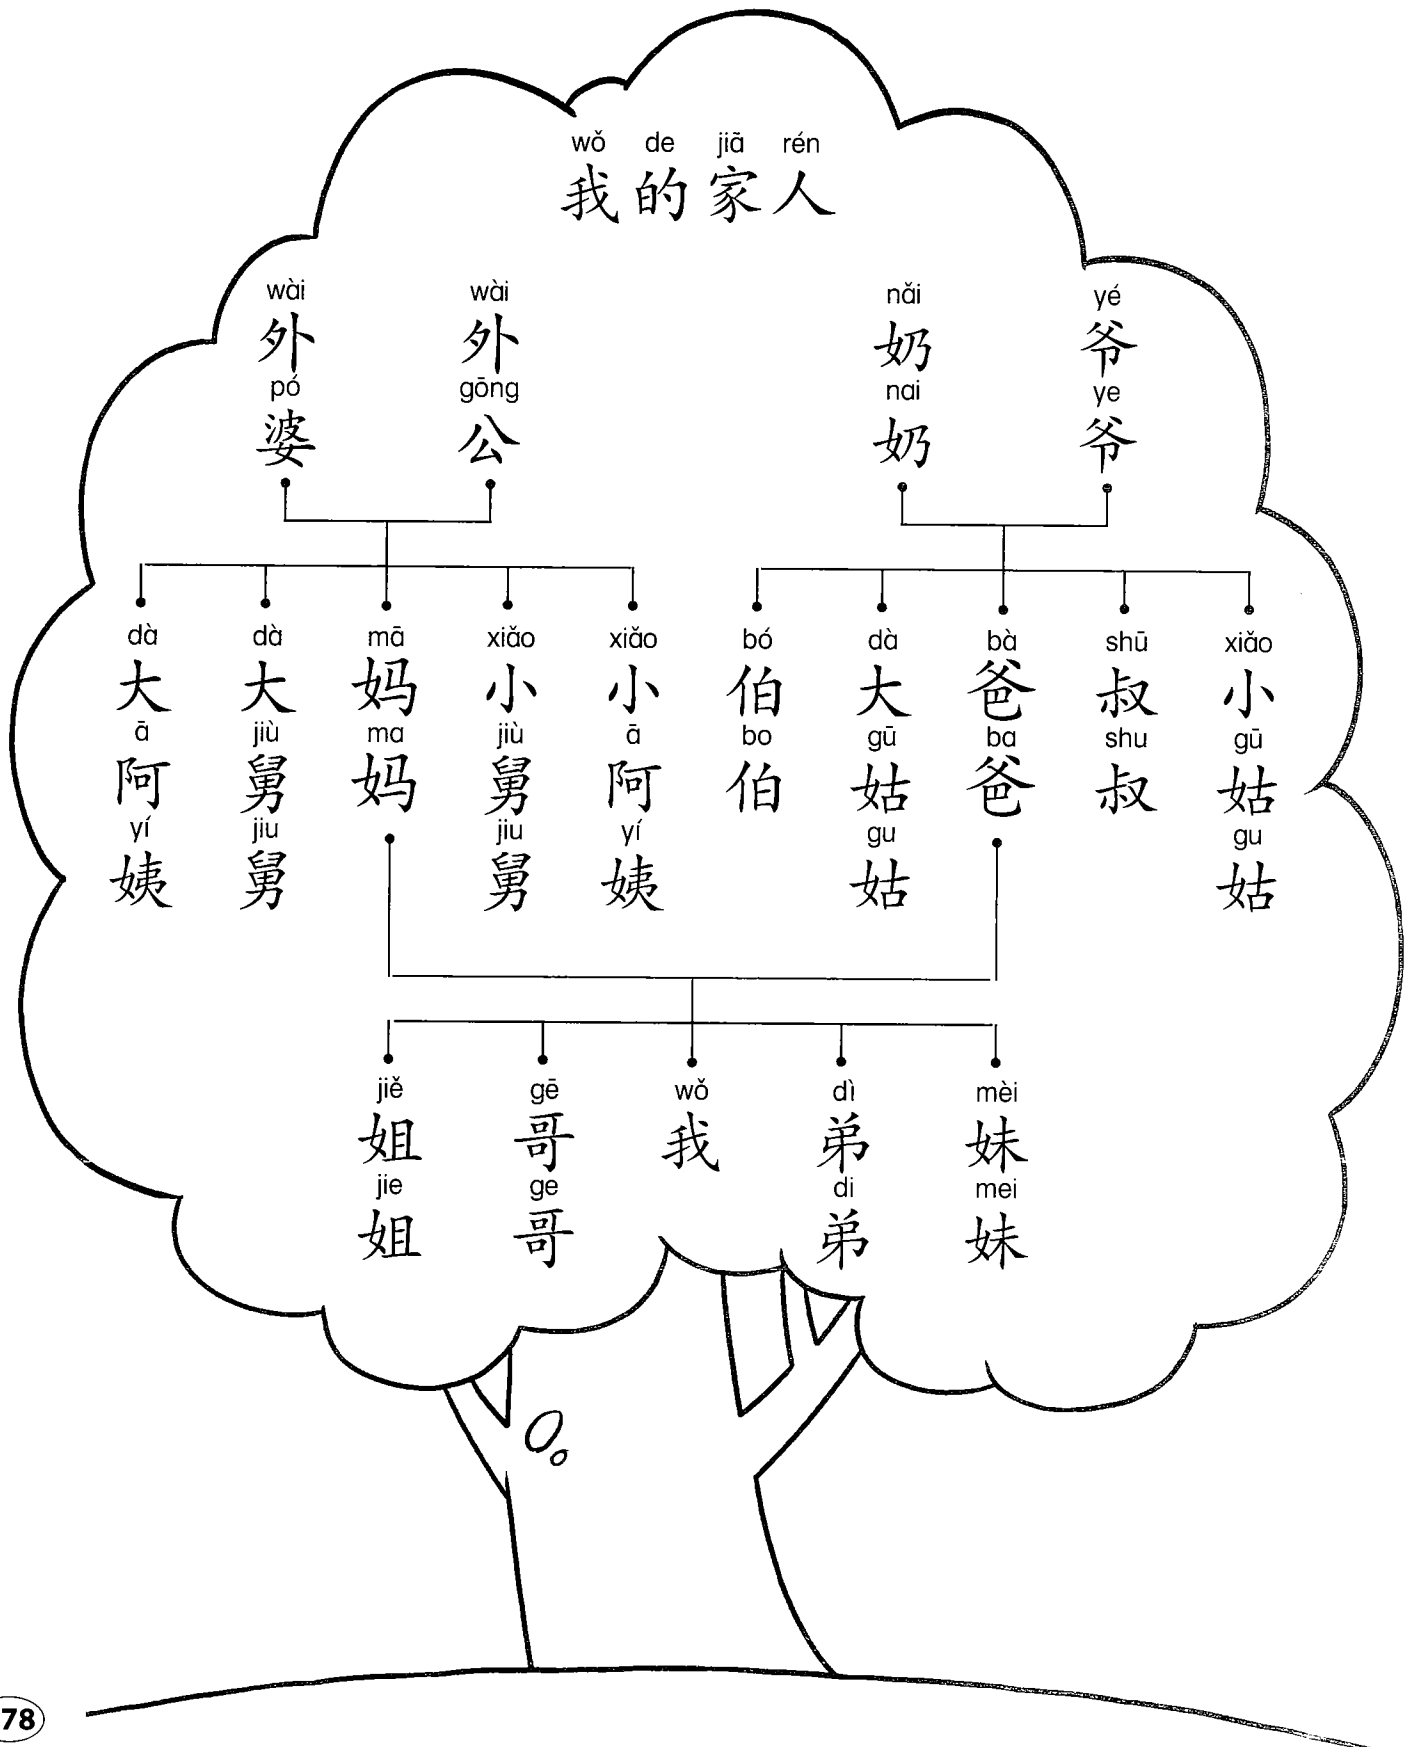 wǒ de jiā rén
我的家人
wài wài nǎi yé
外 外 奶 爷
pó gōng nai ye
婆 公 奶 爷
dà dà mā xiǎo xiǎo bó dà bà shū xiǎo
大 大 妈 小 小 伯 大 爸 叔 小
ā jiù ma jiù ā bo gū ba shu gū
阿 舅 妈 舅 阿 伯 姑 爸 叔 姑
yí jiu jiu yí gu gu
姨 舅 舅 姨 姑 姑
jiě gē wǒ dì mèi
姐 哥 我 弟 妹
jie ge di mei
姐 哥 弟 妹
78